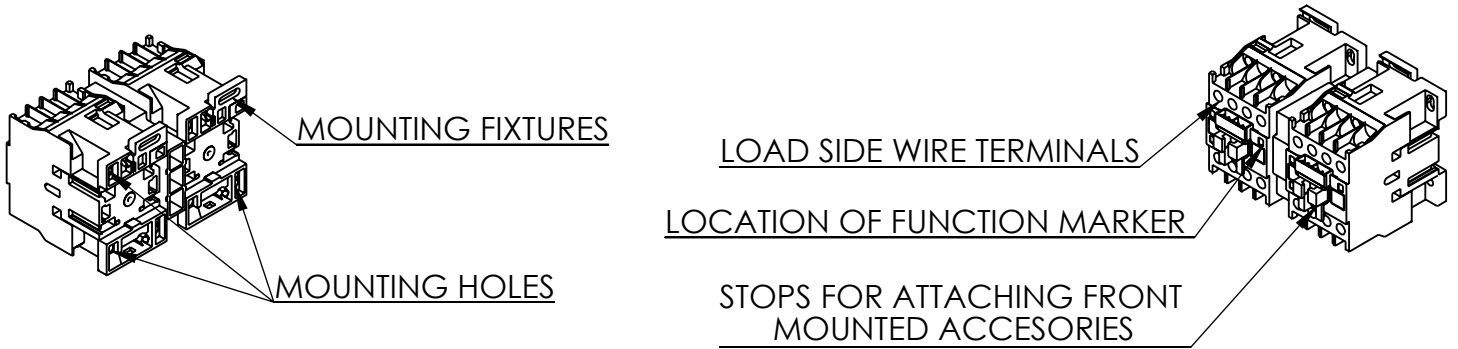 MOUNTING FIXTURES
MOUNTING HOLES
LOAD SIDE WIRE TERMINALS
LOCATION OF FUNCTION MARKER
STOPS FOR ATTACHING FRONT
MOUNTED ACCESORIES